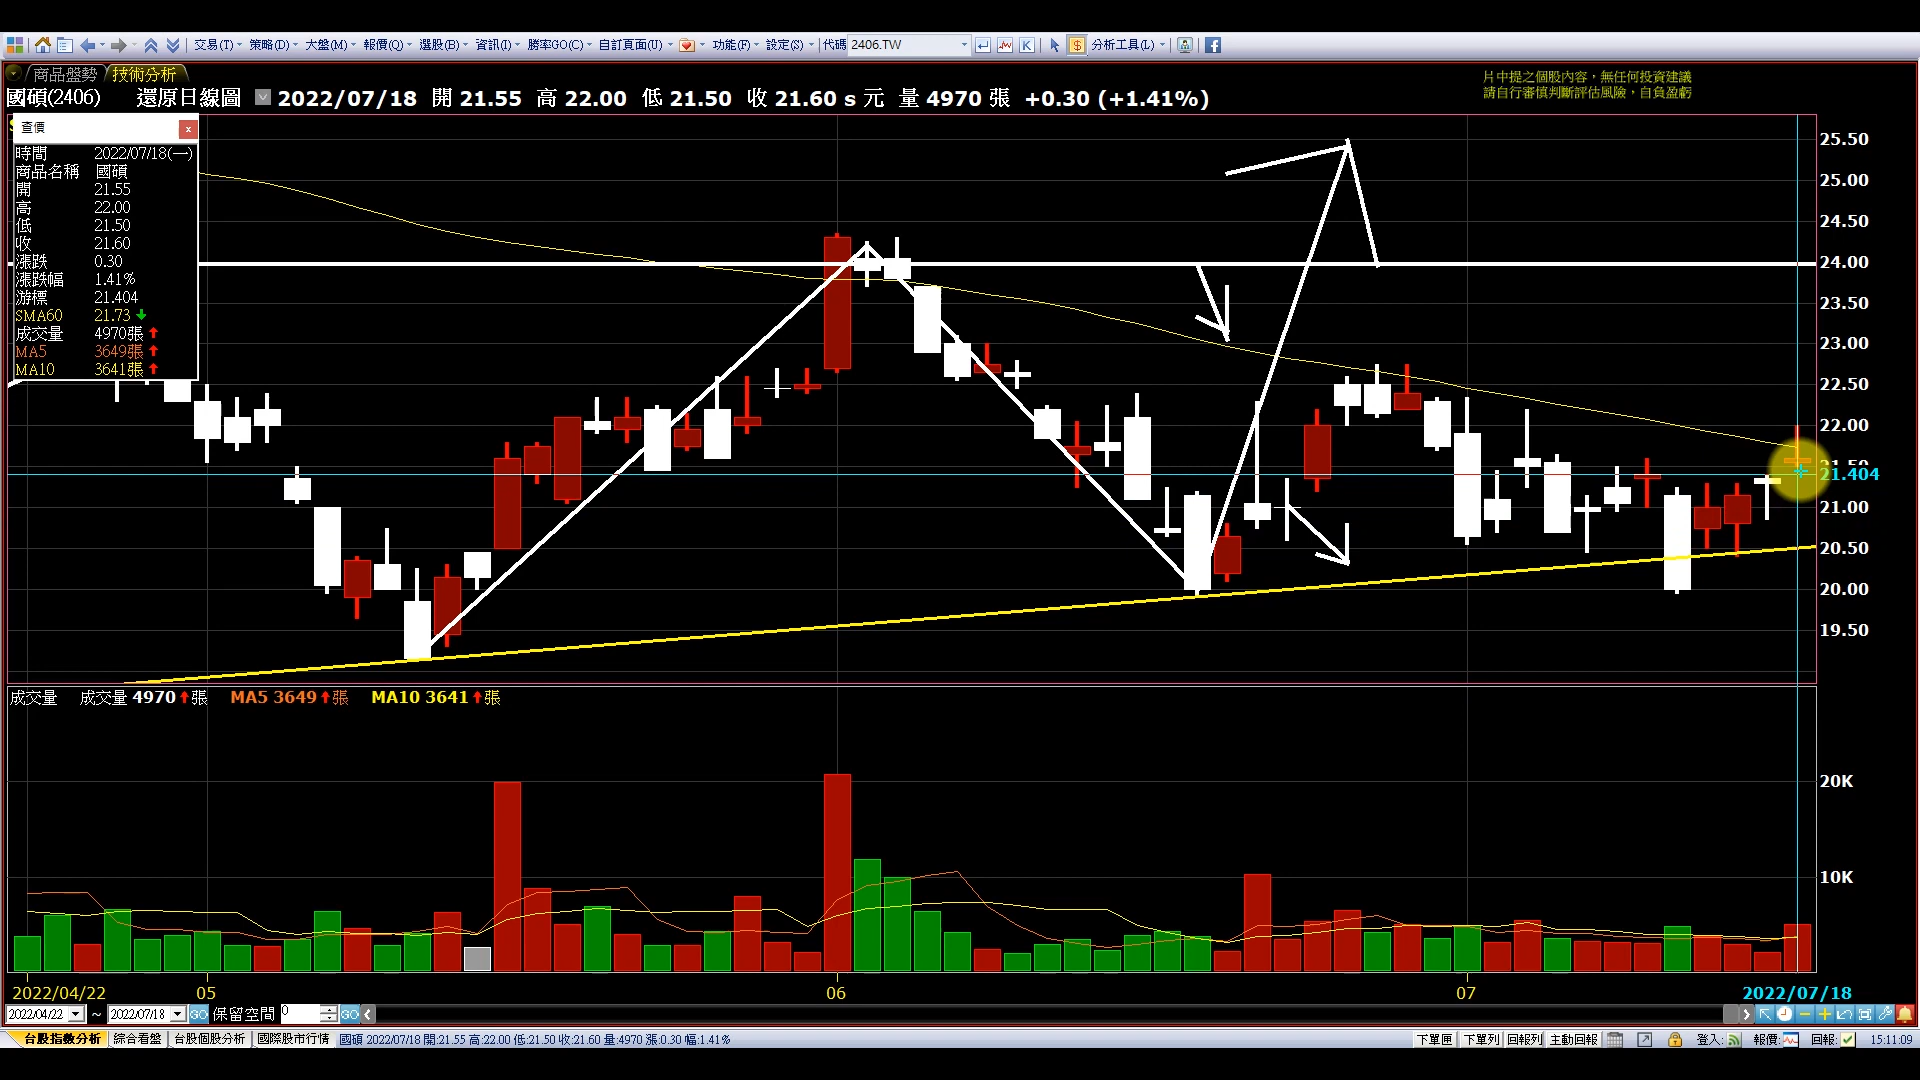 交易(T) 策略(D) 大盤(M) 報價(Q) 選股(B) 資訊(I) 勝率GO(C) 自訂頁面(U) 功能(F) 設定(S) 代碼 2406.TW K $ 分析工具(L)
商品盤勢 技術分析
片中提之個股內容，無任何投資建議
請自行審慎判斷評估風險，自負盈虧
國碩(2406) 還原日線圖 2022/07/18 開 21.55 高 22.00 低 21.50 收 21.60 s 元 量 4970 張 +0.30 (+1.41%)
查價 x
時間 2022/07/18(一)
商品名稱 國碩
開 21.55
高 22.00
低 21.50
收 21.60
漲跌 0.30
漲跌幅 1.41%
游標 21.404
SMA60 21.73
成交量 4970張
MA5 3649張
MA10 3641張
25.50
25.00
24.50
24.00
23.50
23.00
22.50
22.00
21.50
21.404
21.00
20.50
20.00
19.50
成交量 成交量 4970 張 MA5 3649 張 MA10 3641 張
20K
10K
2022/04/22 05 06 07 2022/07/18
2022/04/22 ~ 2022/07/18 GO 保留空間 0 GO
台股指數分析 綜合看盤 台股個股分析 國際股市行情 國碩 2022/07/18 開:21.55 高:22.00 低:21.50 收:21.60 量:4970 漲:0.30 幅:1.41% 下單匣 下單列 回報列 主動回報 登入: 報價: 回報: 15:11:09